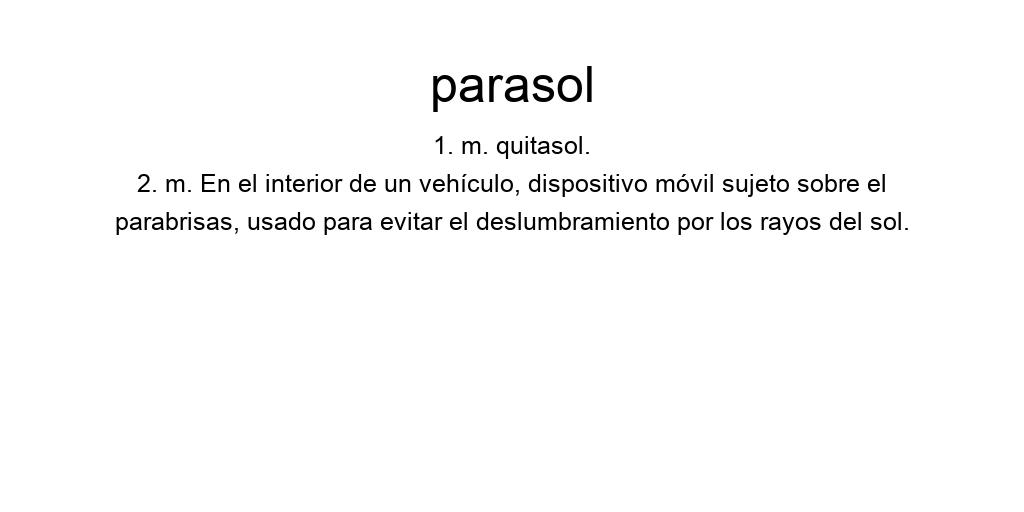 parasol
1. m. quitasol.
2. m. En el interior de un vehículo, dispositivo móvil sujeto sobre el
parabrisas, usado para evitar el deslumbramiento por los rayos del sol.